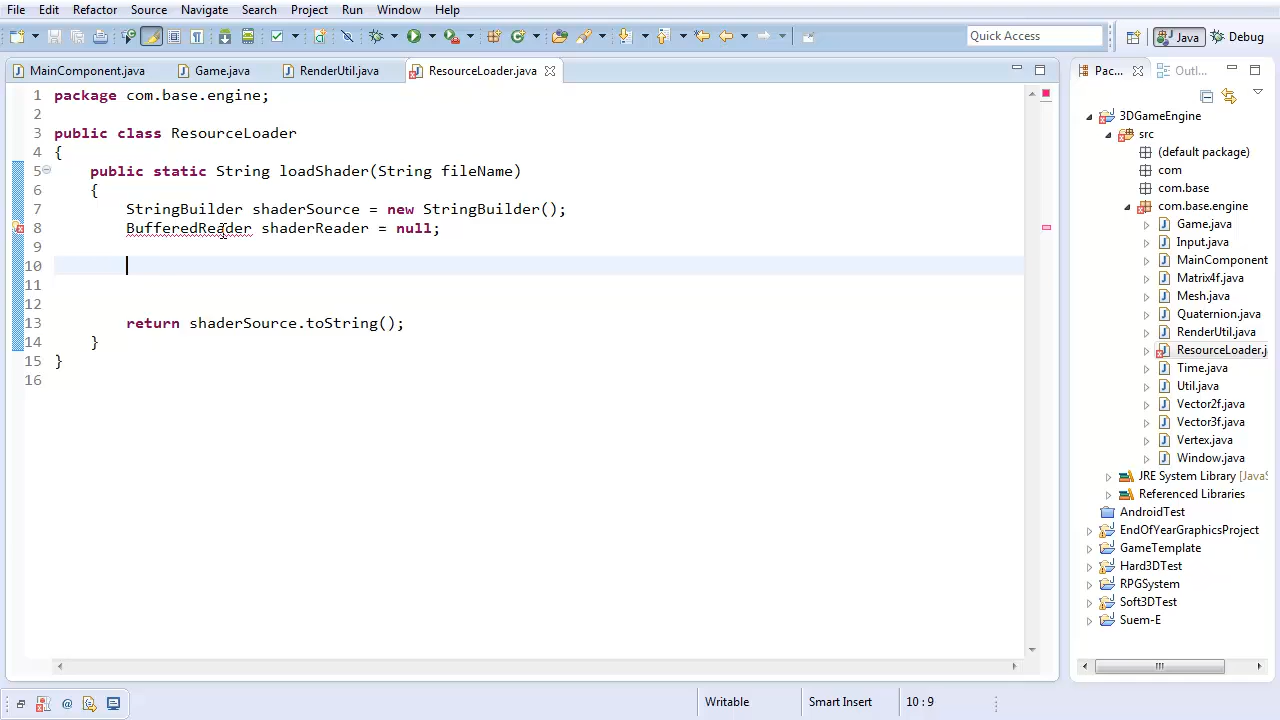 File Edit Refactor Source Navigate Search Project Run Window Help
Quick Access Java Debug
MainComponent.java Game.java RenderUtil.java ResourceLoader.java Pac... Outl...
1 package com.base.engine;
2
3 public class ResourceLoader
4 {
5 public static String loadShader(String fileName)
6 {
7 StringBuilder shaderSource = new StringBuilder();
8 BufferedReader shaderReader = null;
9
10
11
12
13 return shaderSource.toString();
14 }
15 }
16
3DGameEngine
src
(default package)
com
com.base
com.base.engine
Game.java
Input.java
MainComponent
Matrix4f.java
Mesh.java
Quaternion.java
RenderUtil.java
ResourceLoader.j
Time.java
Util.java
Vector2f.java
Vector3f.java
Vertex.java
Window.java
JRE System Library [JavaS
Referenced Libraries
AndroidTest
EndOfYearGraphicsProject
GameTemplate
Hard3DTest
RPGSystem
Soft3DTest
Suem-E
Writable Smart Insert 10 : 9